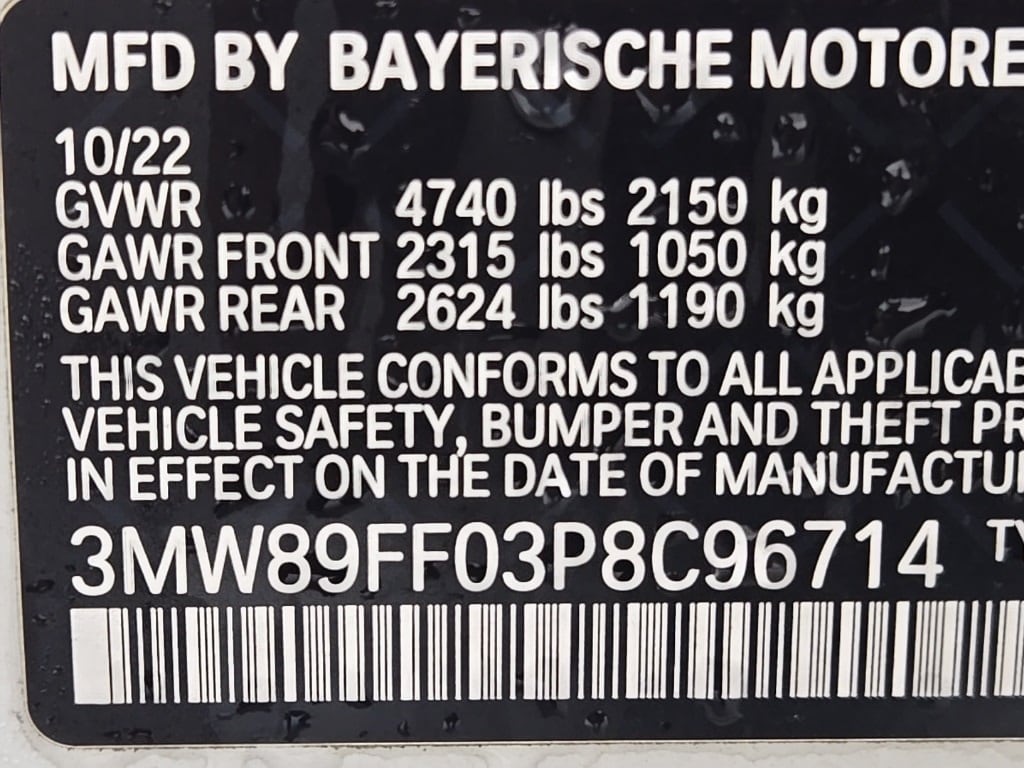 MFD BY BAYERISCHE MOTORE
10/22
GVWR 4740 lbs 2150 kg
GAWR FRONT 2315 lbs 1050 kg
GAWR REAR 2624 lbs 1190 kg
THIS VEHICLE CONFORMS TO ALL APPLICAB
VEHICLE SAFETY, BUMPER AND THEFT PR
IN EFFECT ON THE DATE OF MANUFACTU
3MW89FF03P8C96714 TY